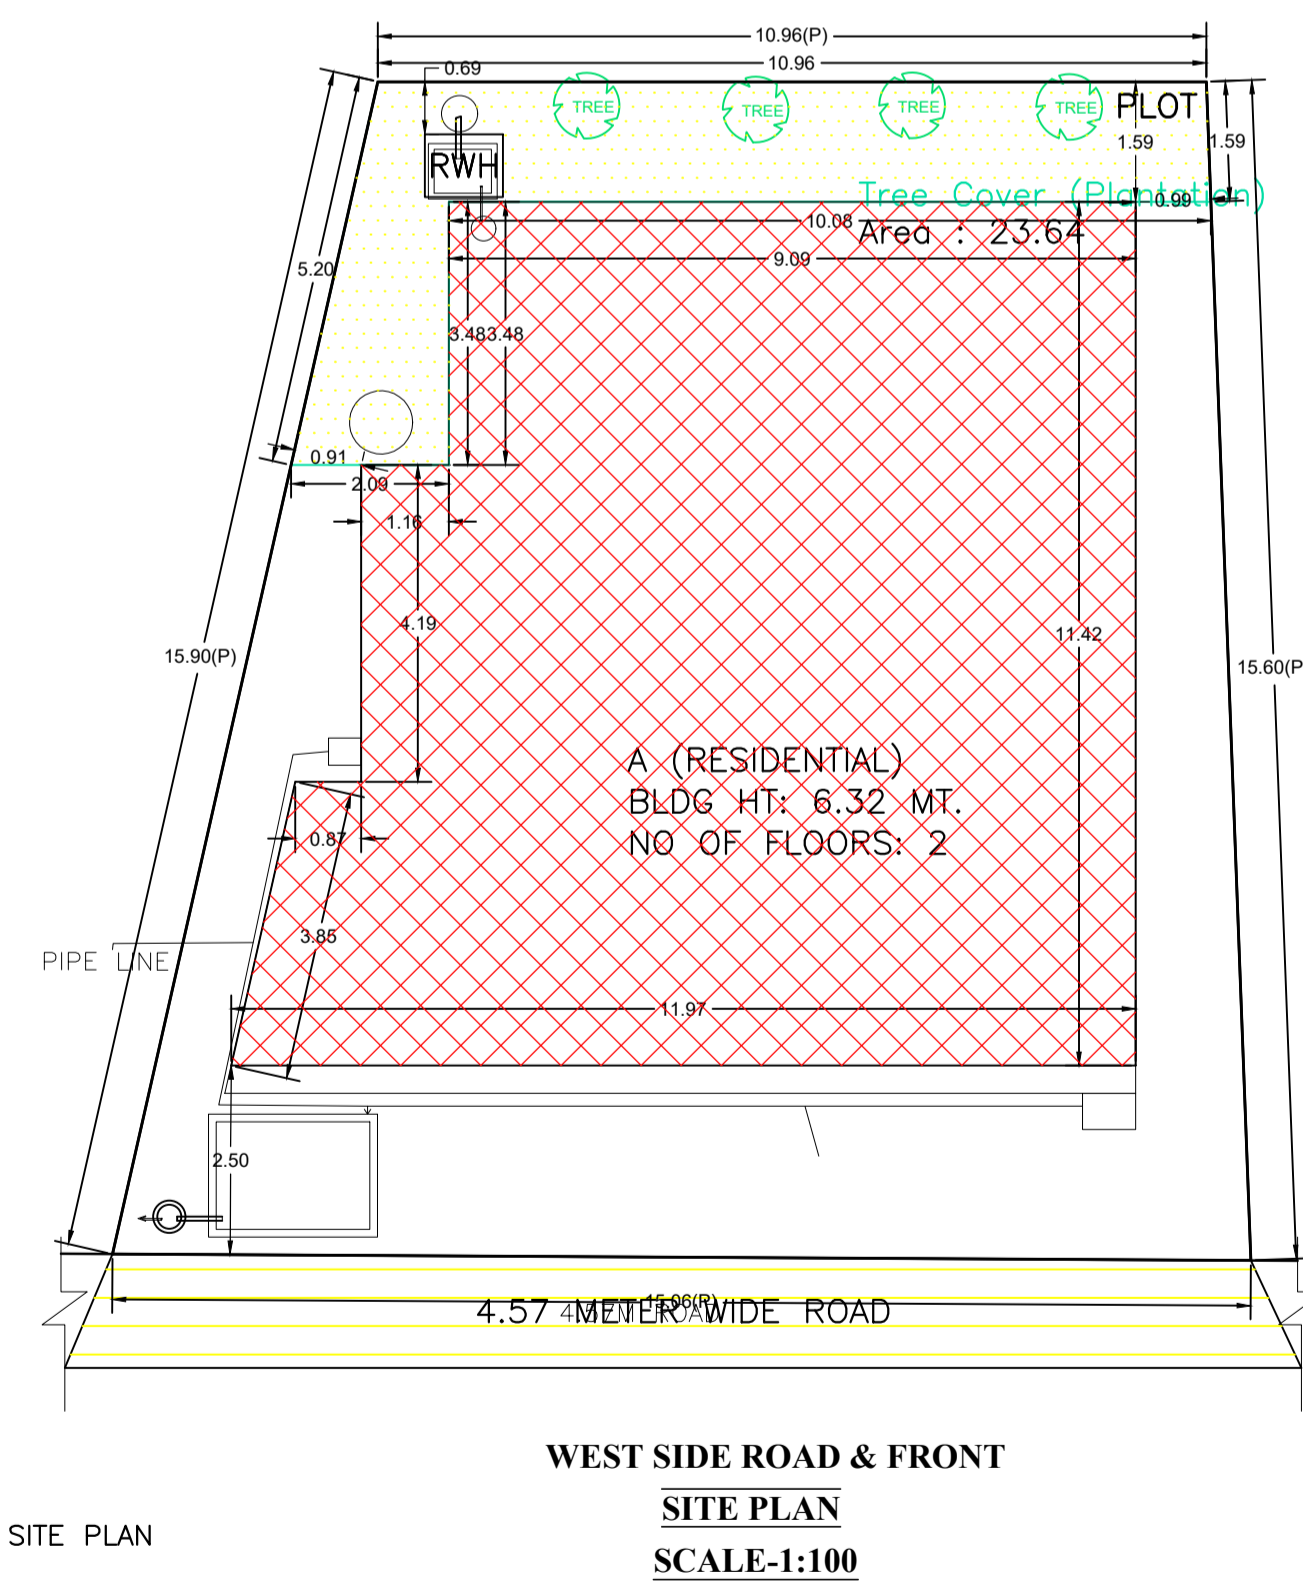 10.96(P)
10.96
0.69
TREE
TREE
TREE
TREE
PLOT
1.59
1.59
RWH
Tree Cover (Plantation)
0.99
10.08
Area : 23.64
9.09
5.20
3.48
3.48
0.91
2.09
1.16
4.19
11.42
15.90(P)
15.60(P
A (RESIDENTIAL)
BLDG HT: 6.32 MT.
NO OF FLOORS: 2
0.87
3.85
PIPE LINE
11.97
2.50
15.06(P)
4.57 METER WIDE ROAD
4.57M ROAD
WEST SIDE ROAD & FRONT
SITE PLAN
SITE PLAN
SCALE-1:100